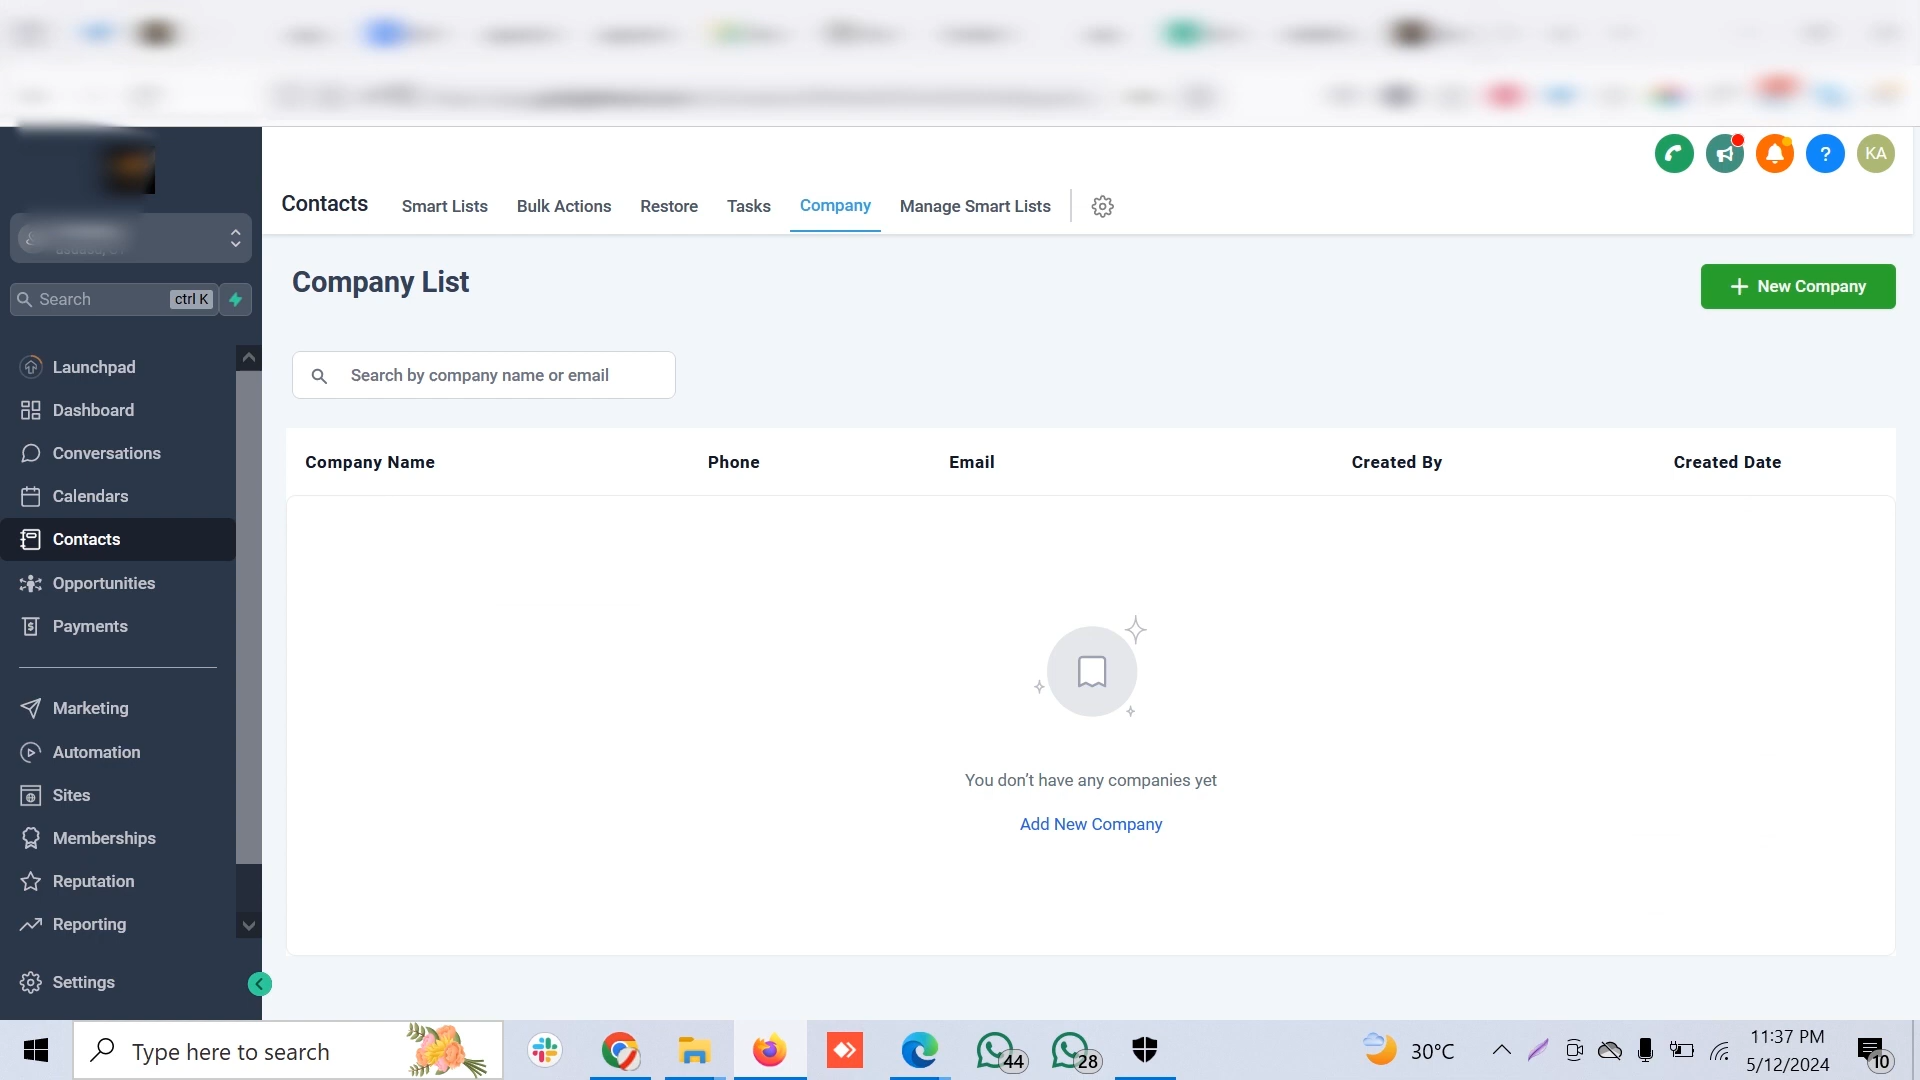 KA
Contacts
Smart Lists
Bulk Actions
Restore
Tasks
Company
Manage Smart Lists
Search
ctrl K
Company List
New Company
Search by company name or email
Launchpad
Dashboard
Conversations
Calendars
Contacts
Opportunities
Payments
Marketing
Automation
Sites
Memberships
Reputation
Reporting
Settings
Company Name
Phone
Email
Created By
Created Date
You don’t have any companies yet
Add New Company
Type here to search
44
28
30°C
11:37 PM
5/12/2024
10